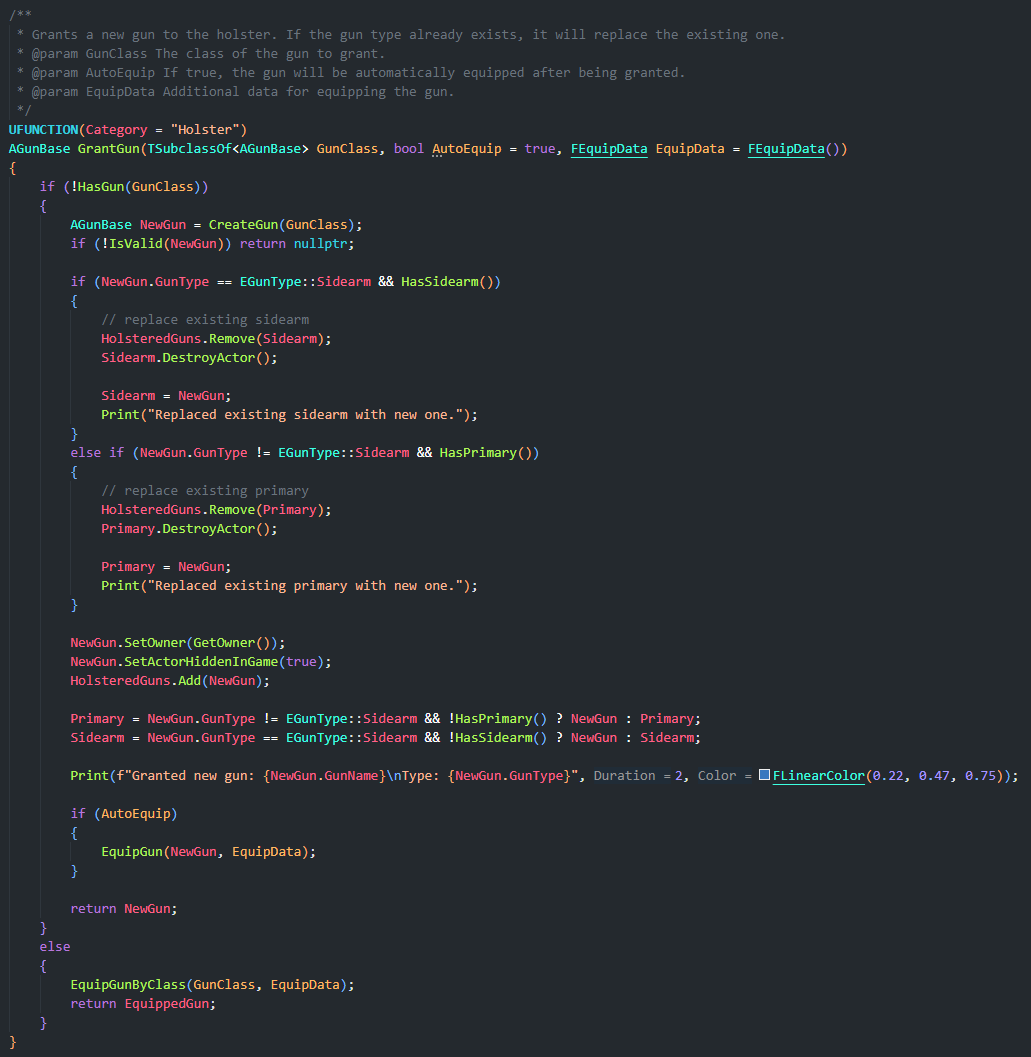 /**
 * Grants a new gun to the holster. If the gun type already exists, it will replace the existing one.
 * @param GunClass The class of the gun to grant.
 * @param AutoEquip If true, the gun will be automatically equipped after being granted.
 * @param EquipData Additional data for equipping the gun.
 */
UFUNCTION(Category = "Holster")
AGunBase GrantGun(TSubclassOf<AGunBase> GunClass, bool AutoEquip = true, FEquipData EquipData = FEquipData())
{
    if (!HasGun(GunClass))
    {
        AGunBase NewGun = CreateGun(GunClass);
        if (!IsValid(NewGun)) return nullptr;

        if (NewGun.GunType == EGunType::Sidearm && HasSidearm())
        {
            // replace existing sidearm
            HolsteredGuns.Remove(Sidearm);
            Sidearm.DestroyActor();

            Sidearm = NewGun;
            Print("Replaced existing sidearm with new one.");
        }
        else if (NewGun.GunType != EGunType::Sidearm && HasPrimary())
        {
            // replace existing primary
            HolsteredGuns.Remove(Primary);
            Primary.DestroyActor();

            Primary = NewGun;
            Print("Replaced existing primary with new one.");
        }

        NewGun.SetOwner(GetOwner());
        NewGun.SetActorHiddenInGame(true);
        HolsteredGuns.Add(NewGun);

        Primary = NewGun.GunType != EGunType::Sidearm && !HasPrimary() ? NewGun : Primary;
        Sidearm = NewGun.GunType == EGunType::Sidearm && !HasSidearm() ? NewGun : Sidearm;

        Print(f"Granted new gun: {NewGun.GunName}\nType: {NewGun.GunType}", Duration = 2, Color = FLinearColor(0.22, 0.47, 0.75));

        if (AutoEquip)
        {
            EquipGun(NewGun, EquipData);
        }

        return NewGun;
    }
    else
    {
        EquipGunByClass(GunClass, EquipData);
        return EquippedGun;
    }
}